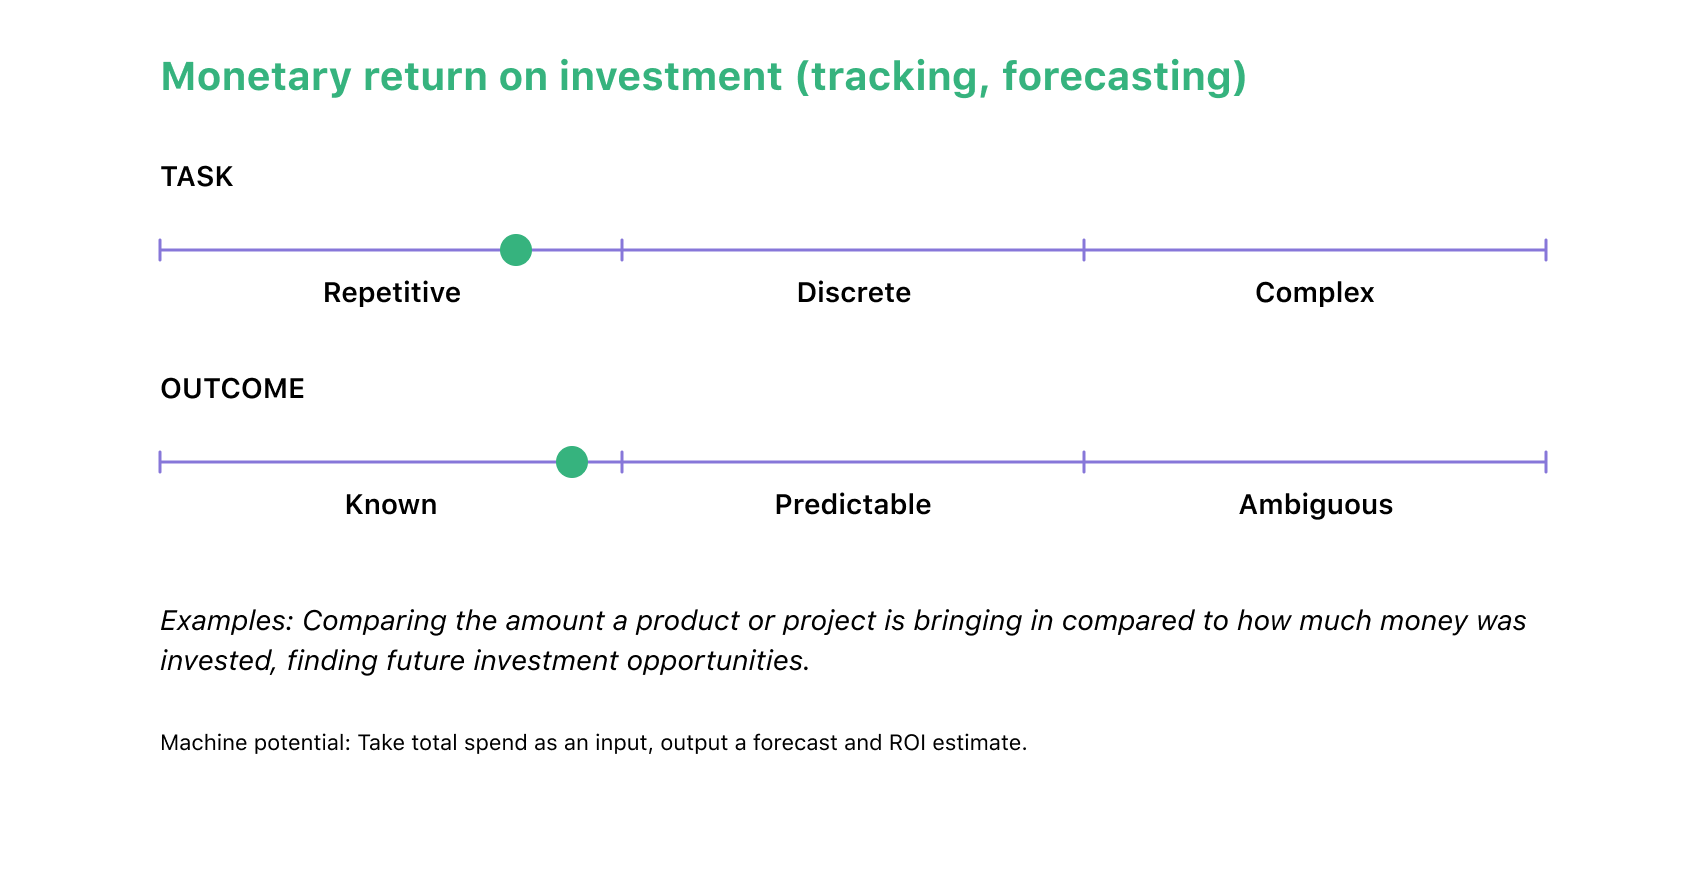 Monetary return on investment (tracking, forecasting)
TASK
Repetitive
Discrete
Complex
OUTCOME
Known
Predictable
Ambiguous
Examples: Comparing the amount a product or project is bringing in compared to how much money was
invested, finding future investment opportunities.
Machine potential: Take total spend as an input, output a forecast and ROI estimate.